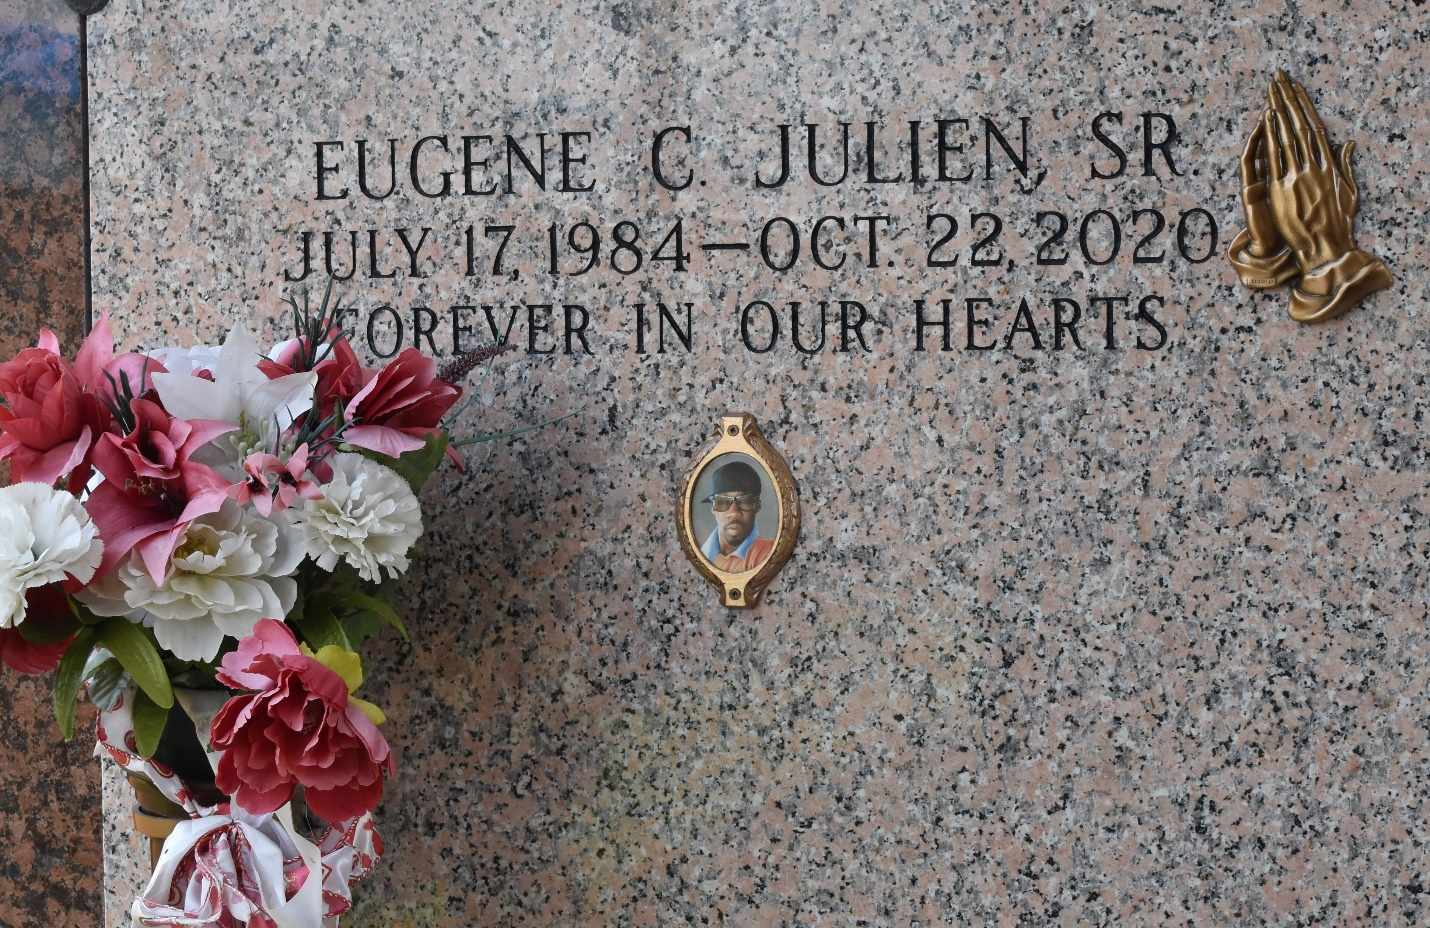 EUGENE C. JULIEN, SR.
JULY 17, 1984—OCT. 22, 2020
FOREVER IN OUR HEARTS